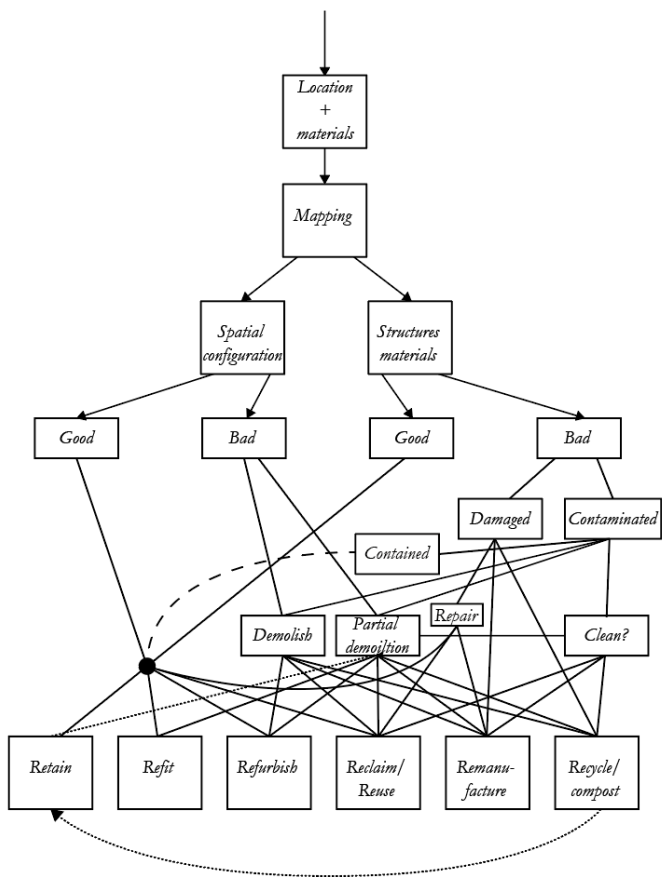 Location
+
materials
Mapping
Spatial
configuration
Structures
materials
Good
Bad
Good
Bad
Damaged
Contaminated
Contained
Repair
Demolish
Partial
demoiltion
Clean?
Retain
Refit
Refurbish
Reclaim/
Reuse
Remanu-
facture
Recycle/
compost